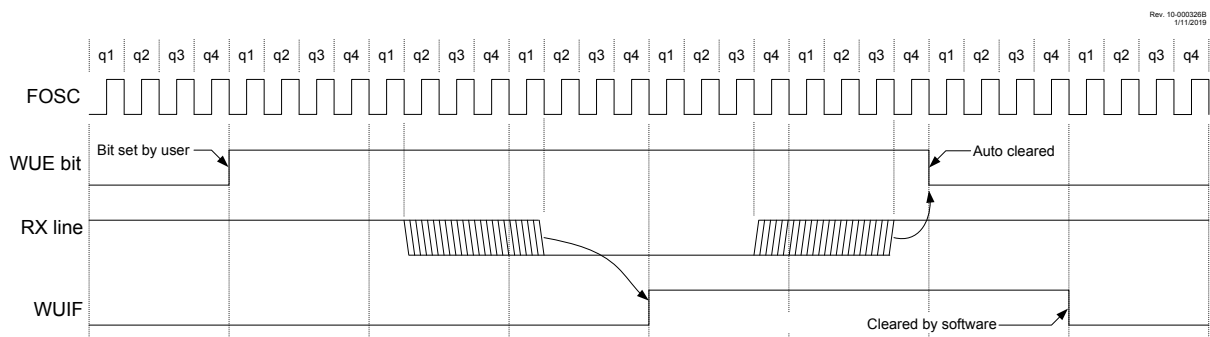 Rev. 10-000326B
1/11/2019
q1 q2 q3 q4 q1 q2 q3 q4 q1 q2 q3 q4 q1 q2 q3 q4 q1 q2 q3 q4 q1 q2 q3 q4 q1 q2 q3 q4 q1 q2 q3 q4
FOSC
WUE bit
Bit set by user
Auto cleared
RX line
WUIF
Cleared by software